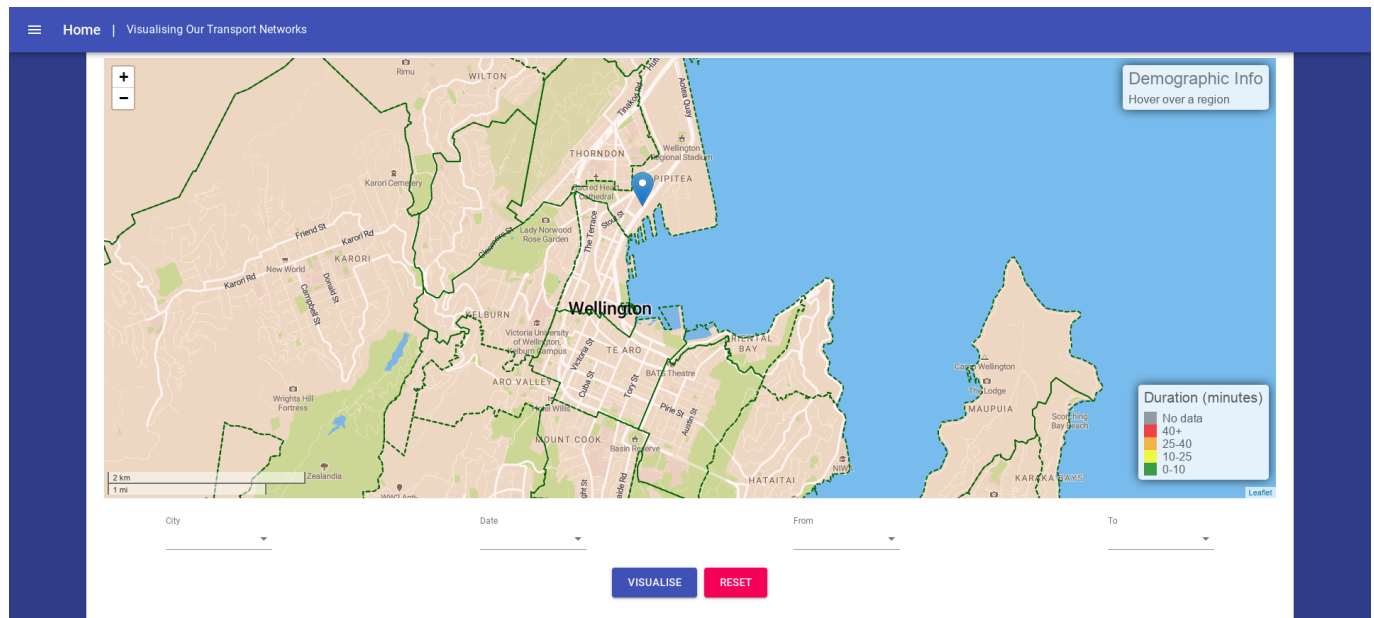 Home | Visualising Our Transport Networks
+
−
Demographic Info
Hover over a region
Rimu
WILTON
Tinakori Rd
Aotea Quay
THORNDON
Wellington
Regional Stadium
Karori Cemetery
Sacred Heart
Cathedral
PIPITEA
Friend St
Karori Rd
Lady Norwood
Rose Garden
The Terrace
Stout St
Glenmore St
KARORI
New World
Karori Rd
Donald St
Campbell St
Wellington
KELBURN
Victoria University
of Wellington,
Kelburn Campus
Victoria St
TE ARO
ORIENTAL
BAY
BATS Theatre
Camp Wellington
ARO VALLEY
Cuba St
Tory St
The Lodge
Wrights Hill
Fortress
Hotel Willis
Pirie St
Austin St
MAUPUIA
Scorching
Bay Beach
MOUNT COOK
Basin Reserve
NIWA
Zealandia
HATAITAI
KARAKA BAYS
Duration (minutes)
No data
40+
25-40
10-25
0-10
2 km
1 mi
Leaflet
City
Date
From
To
VISUALISE
RESET